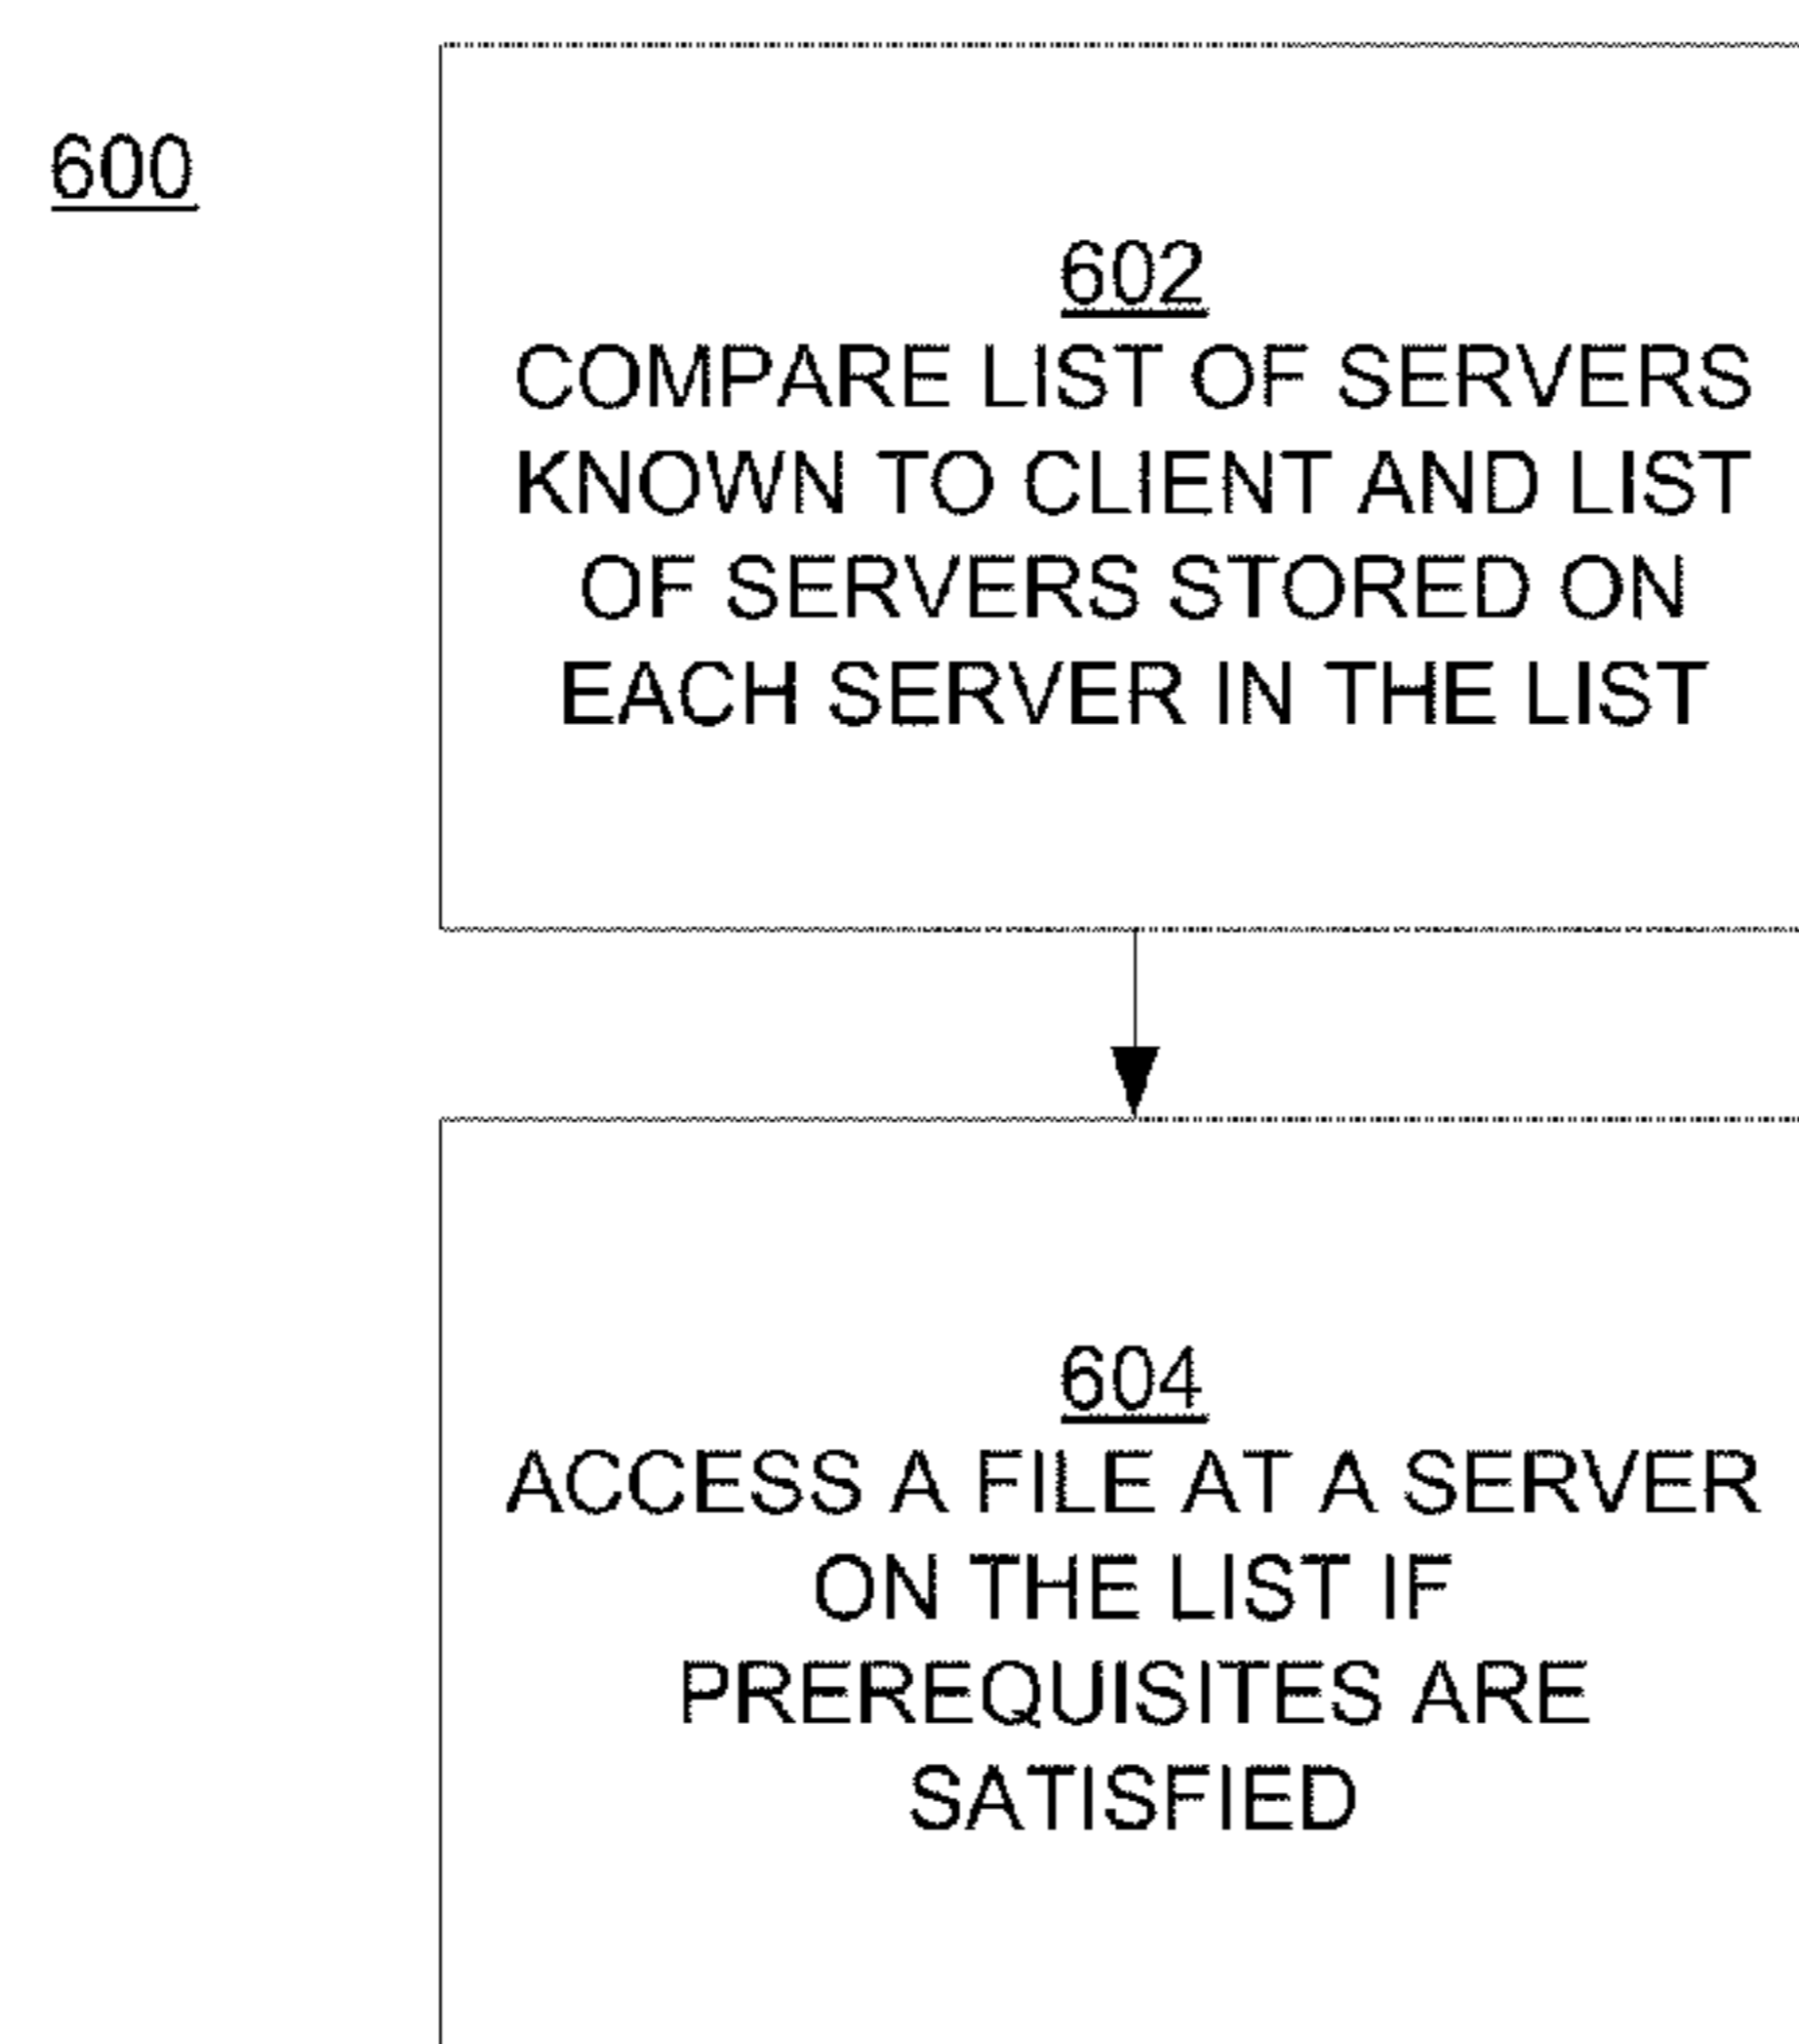 600
602
COMPARE LIST OF SERVERS
KNOWN TO CLIENT AND LIST
OF SERVERS STORED ON
EACH SERVER IN THE LIST
604
ACCESS A FILE AT A SERVER
ON THE LIST IF
PREREQUISITES ARE
SATISFIED